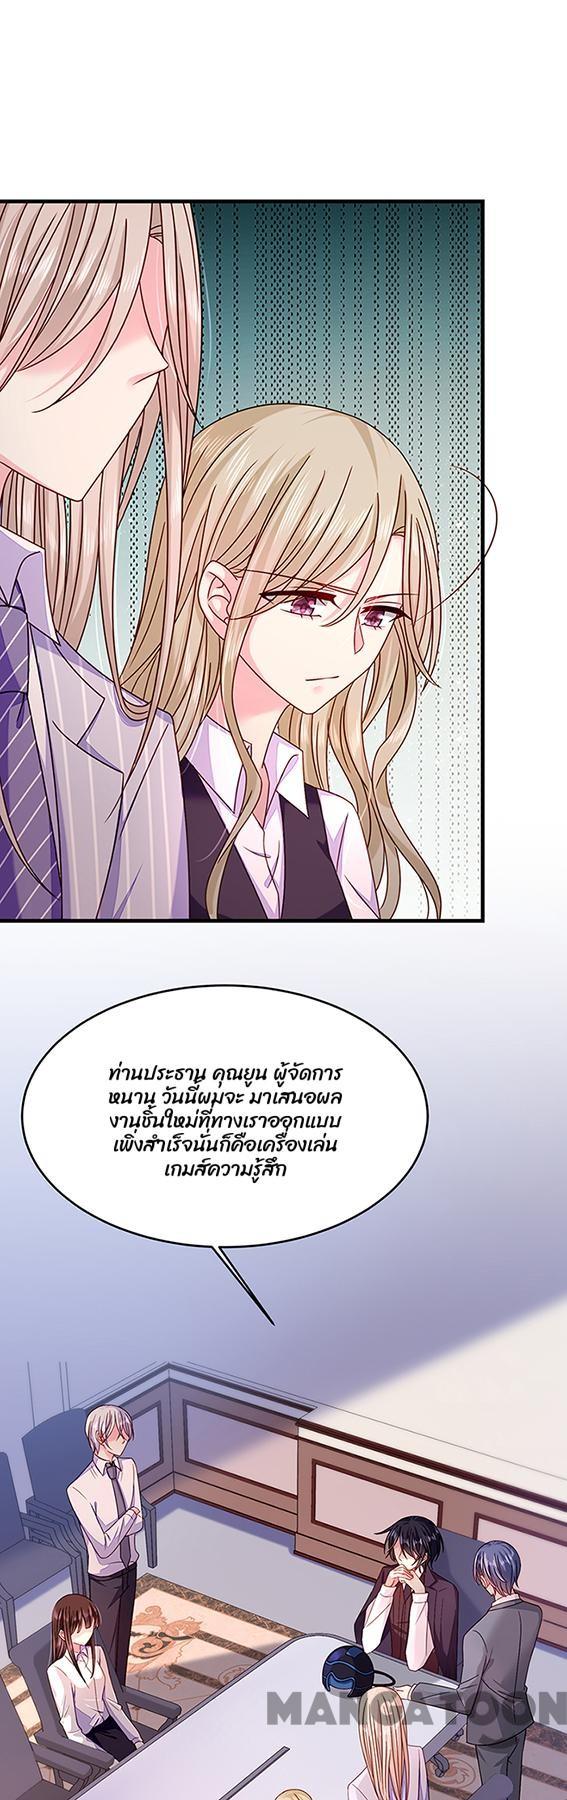 ท่านประธาน คุณยูน ผู้จัดการ
หนาน วันนี้ผมจะ มาเสนอผล
งานชิ้นใหม่ที่ทางเราออกแบบ
เพิ่งสำเร็จนั่นก็คือเครื่องเล่น
เกมส์ความรู้สึก
MANGATOON